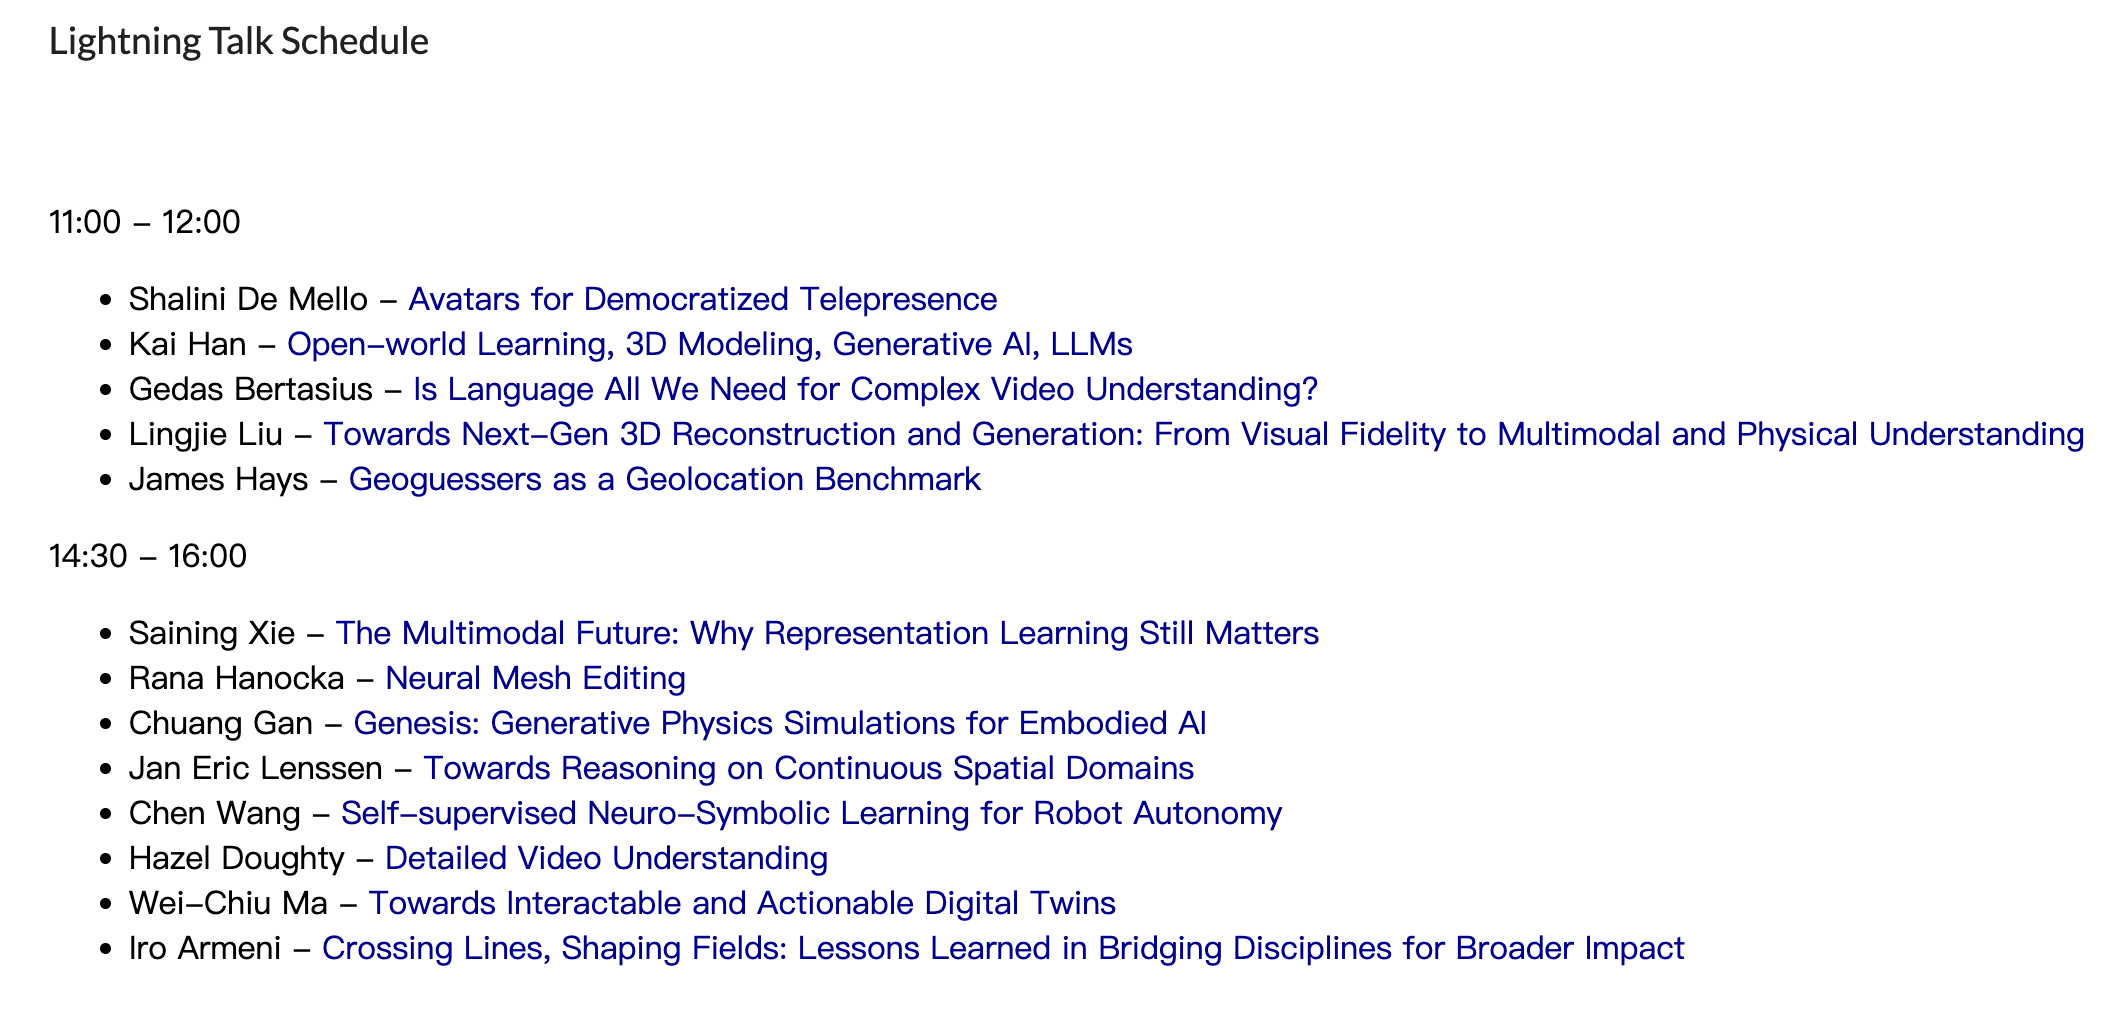 Lightning Talk Schedule
11:00 – 12:00
• Shalini De Mello – Avatars for Democratized Telepresence
• Kai Han – Open-world Learning, 3D Modeling, Generative AI, LLMs
• Gedas Bertasius – Is Language All We Need for Complex Video Understanding?
• Lingjie Liu – Towards Next-Gen 3D Reconstruction and Generation: From Visual Fidelity to Multimodal and Physical Understanding
• James Hays – Geoguessers as a Geolocation Benchmark
14:30 – 16:00
• Saining Xie – The Multimodal Future: Why Representation Learning Still Matters
• Rana Hanocka – Neural Mesh Editing
• Chuang Gan – Genesis: Generative Physics Simulations for Embodied AI
• Jan Eric Lenssen – Towards Reasoning on Continuous Spatial Domains
• Chen Wang – Self-supervised Neuro-Symbolic Learning for Robot Autonomy
• Hazel Doughty – Detailed Video Understanding
• Wei-Chiu Ma – Towards Interactable and Actionable Digital Twins
• Iro Armeni – Crossing Lines, Shaping Fields: Lessons Learned in Bridging Disciplines for Broader Impact